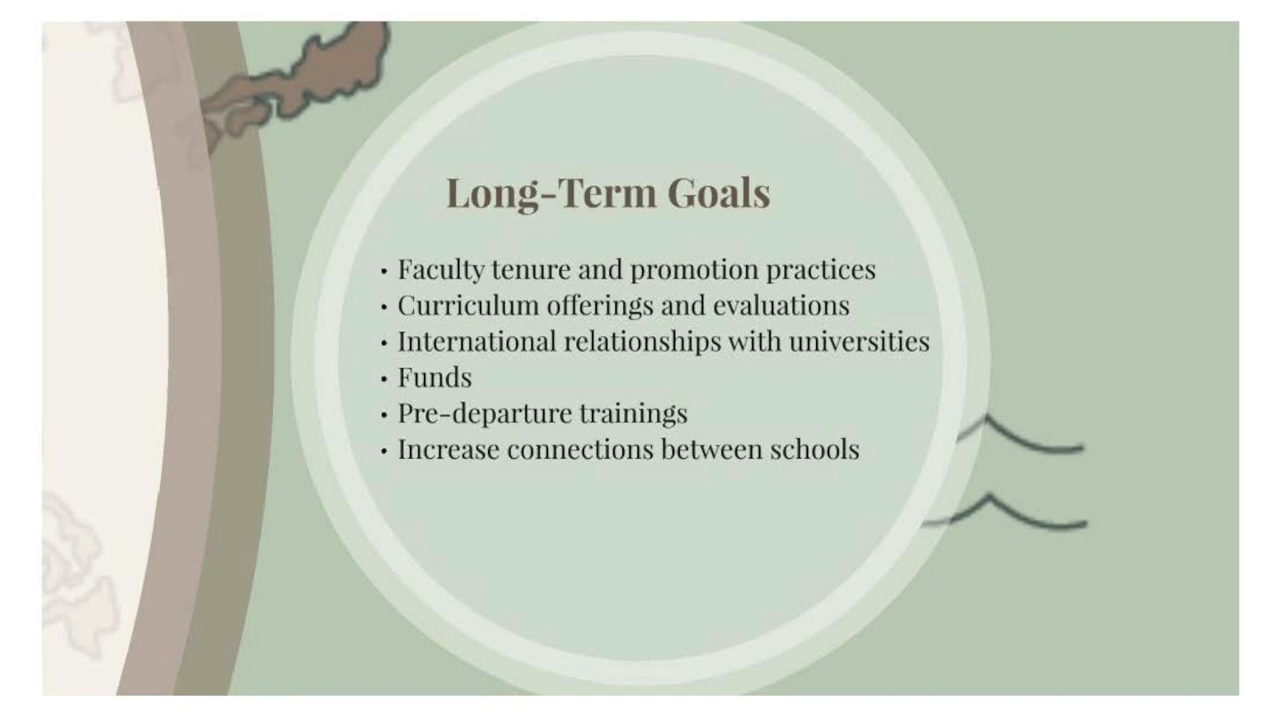 Long-Term Goals
• Faculty tenure and promotion practices
• Curriculum offerings and evaluations
• International relationships with universities
• Funds
• Pre-departure trainings
• Increase connections between schools